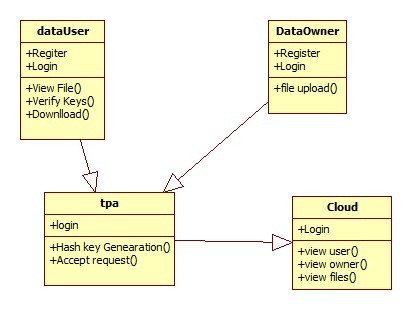 dataUser
+Regiter
+Login
+View File()
+Verify Keys()
+Downlload()
DataOwner
+Register
+Login
+file upload()
tpa
+login
+Hash key Genearation()
+Accept request()
Cloud
+Login
+view user()
+view owner()
+view files()